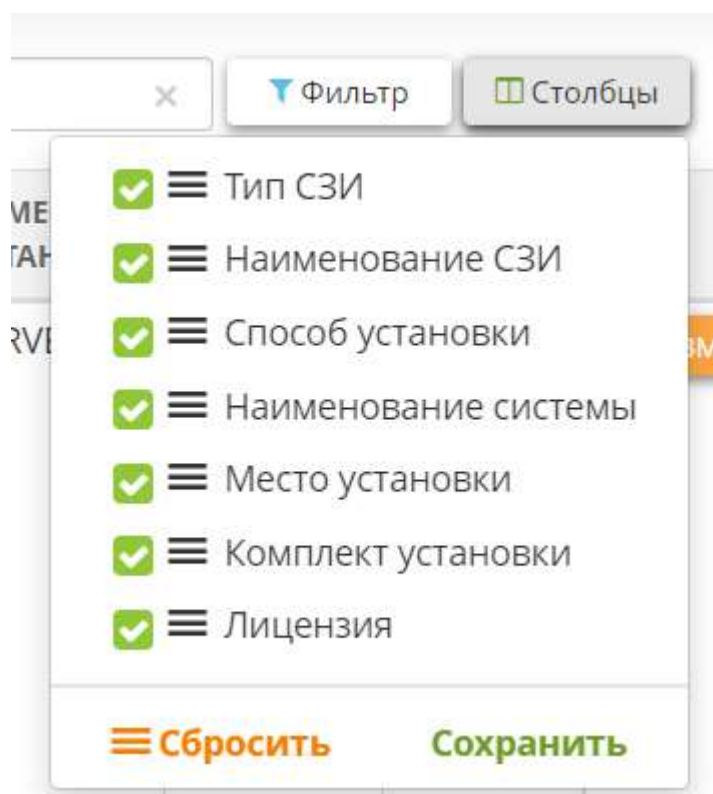 Фильтр
Столбцы
Тип СЗИ
Наименование СЗИ
Способ установки
Наименование системы
Место установки
Комплект установки
Лицензия
Сбросить
Сохранить